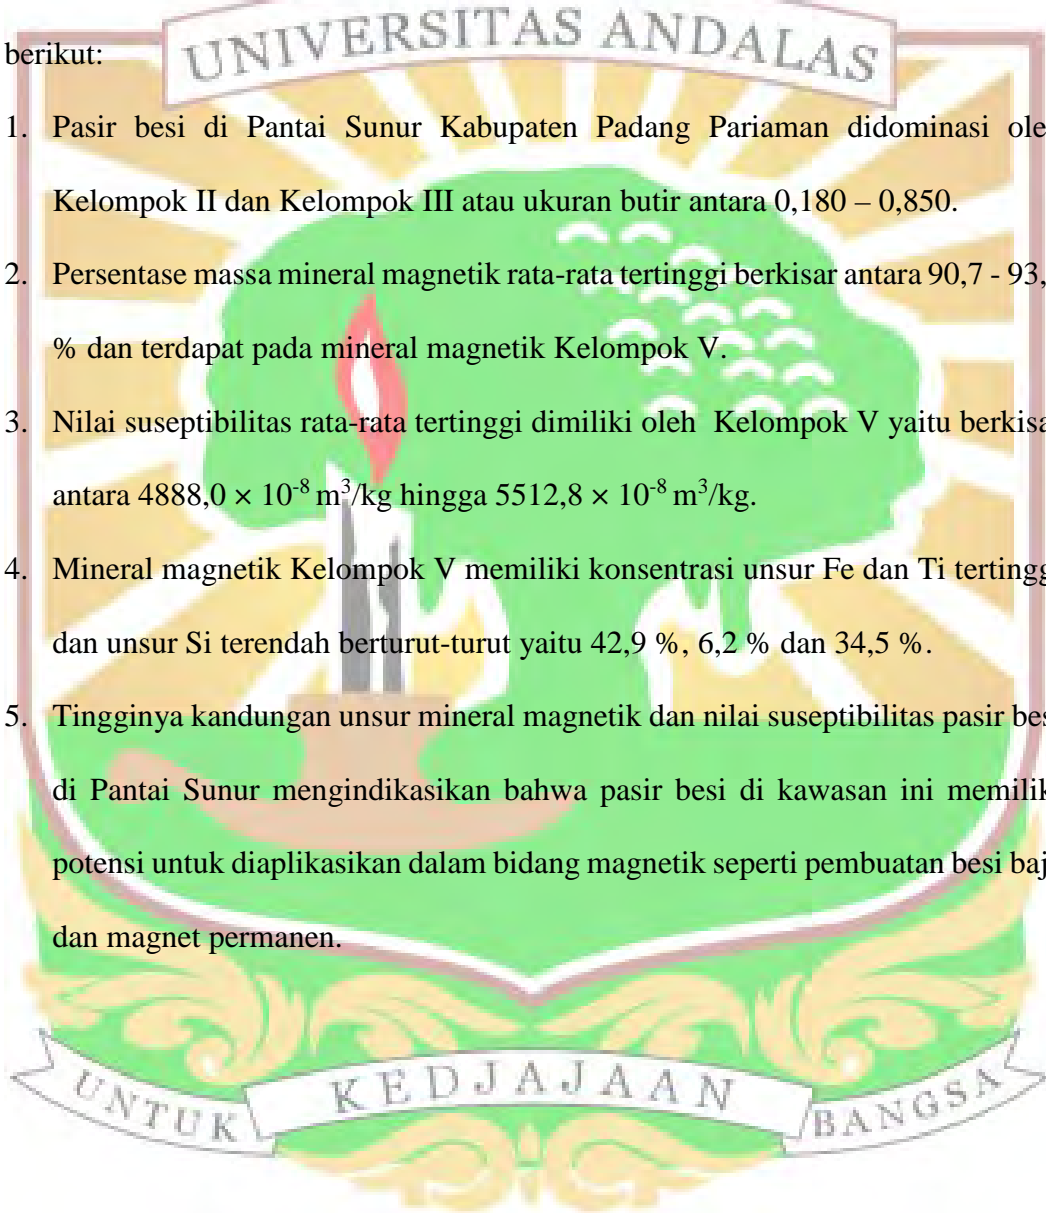 UNIVERSITAS ANDALAS
berikut:
1. Pasir besi di Pantai Sunur Kabupaten Padang Pariaman didominasi ole
Kelompok II dan Kelompok III atau ukuran butir antara 0,180 – 0,850.
2. Persentase massa mineral magnetik rata-rata tertinggi berkisar antara 90,7 - 93,
% dan terdapat pada mineral magnetik Kelompok V.
3. Nilai suseptibilitas rata-rata tertinggi dimiliki oleh Kelompok V yaitu berkisa
antara 4888,0 × 10⁻⁸ m³/kg hingga 5512,8 × 10⁻⁸ m³/kg.
4. Mineral magnetik Kelompok V memiliki konsentrasi unsur Fe dan Ti tertingg
dan unsur Si terendah berturut-turut yaitu 42,9 %, 6,2 % dan 34,5 %.
5. Tingginya kandungan unsur mineral magnetik dan nilai suseptibilitas pasir bes
di Pantai Sunur mengindikasikan bahwa pasir besi di kawasan ini memilik
potensi untuk diaplikasikan dalam bidang magnetik seperti pembuatan besi baj
dan magnet permanen.
UNTUK KEDJAJAAN BANGSA